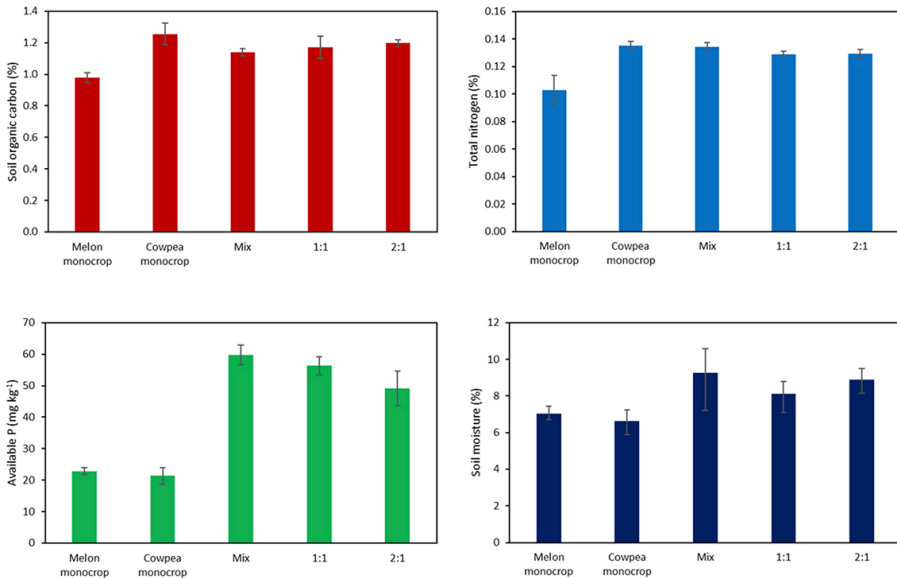 Soil organic carbon (%)
1.4
1.2
1.0
0.8
0.6
0.4
0.2
0.0
Melon monocrop
Cowpea monocrop
Mix
1:1
2:1
Total nitrogen (%)
0.16
0.14
0.12
0.10
0.08
0.06
0.04
0.02
0.00
Melon monocrop
Cowpea monocrop
Mix
1:1
2:1
Available P (mg kg⁻¹)
70
60
50
40
30
20
10
0
Melon monocrop
Cowpea monocrop
Mix
1:1
2:1
Soil moisture (%)
12
10
8
6
4
2
0
Melon monocrop
Cowpea monocrop
Mix
1:1
2:1